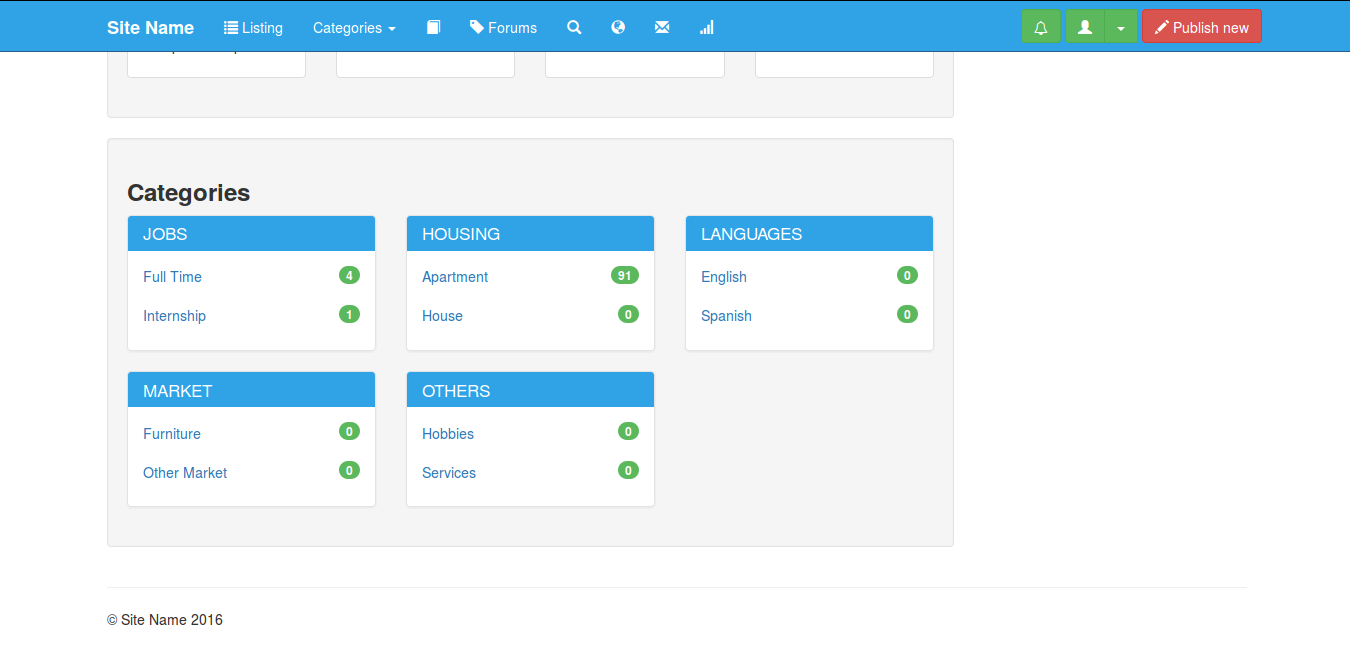 Site Name Listing Categories Forums Publish new
Categories
JOBS
Full Time 4
Internship 1
HOUSING
Apartment 91
House 0
LANGUAGES
English 0
Spanish 0
MARKET
Furniture 0
Other Market 0
OTHERS
Hobbies 0
Services 0
© Site Name 2016